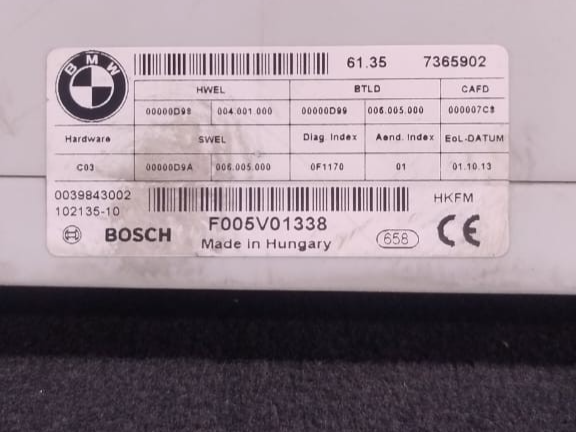 BMW
61.35 7365902
HWEL BTLD CAFD
00000D98 004.001.000 00000D99 006.005.000 000007C8
Hardware SWEL Diag Index Aend. Index EoL-DATUM
C03 00000D9A 006.005.000 0F1170 01 01.10.13
0039843002 HKFM
102135-10
BOSCH F005V01338
Made in Hungary 658 CE